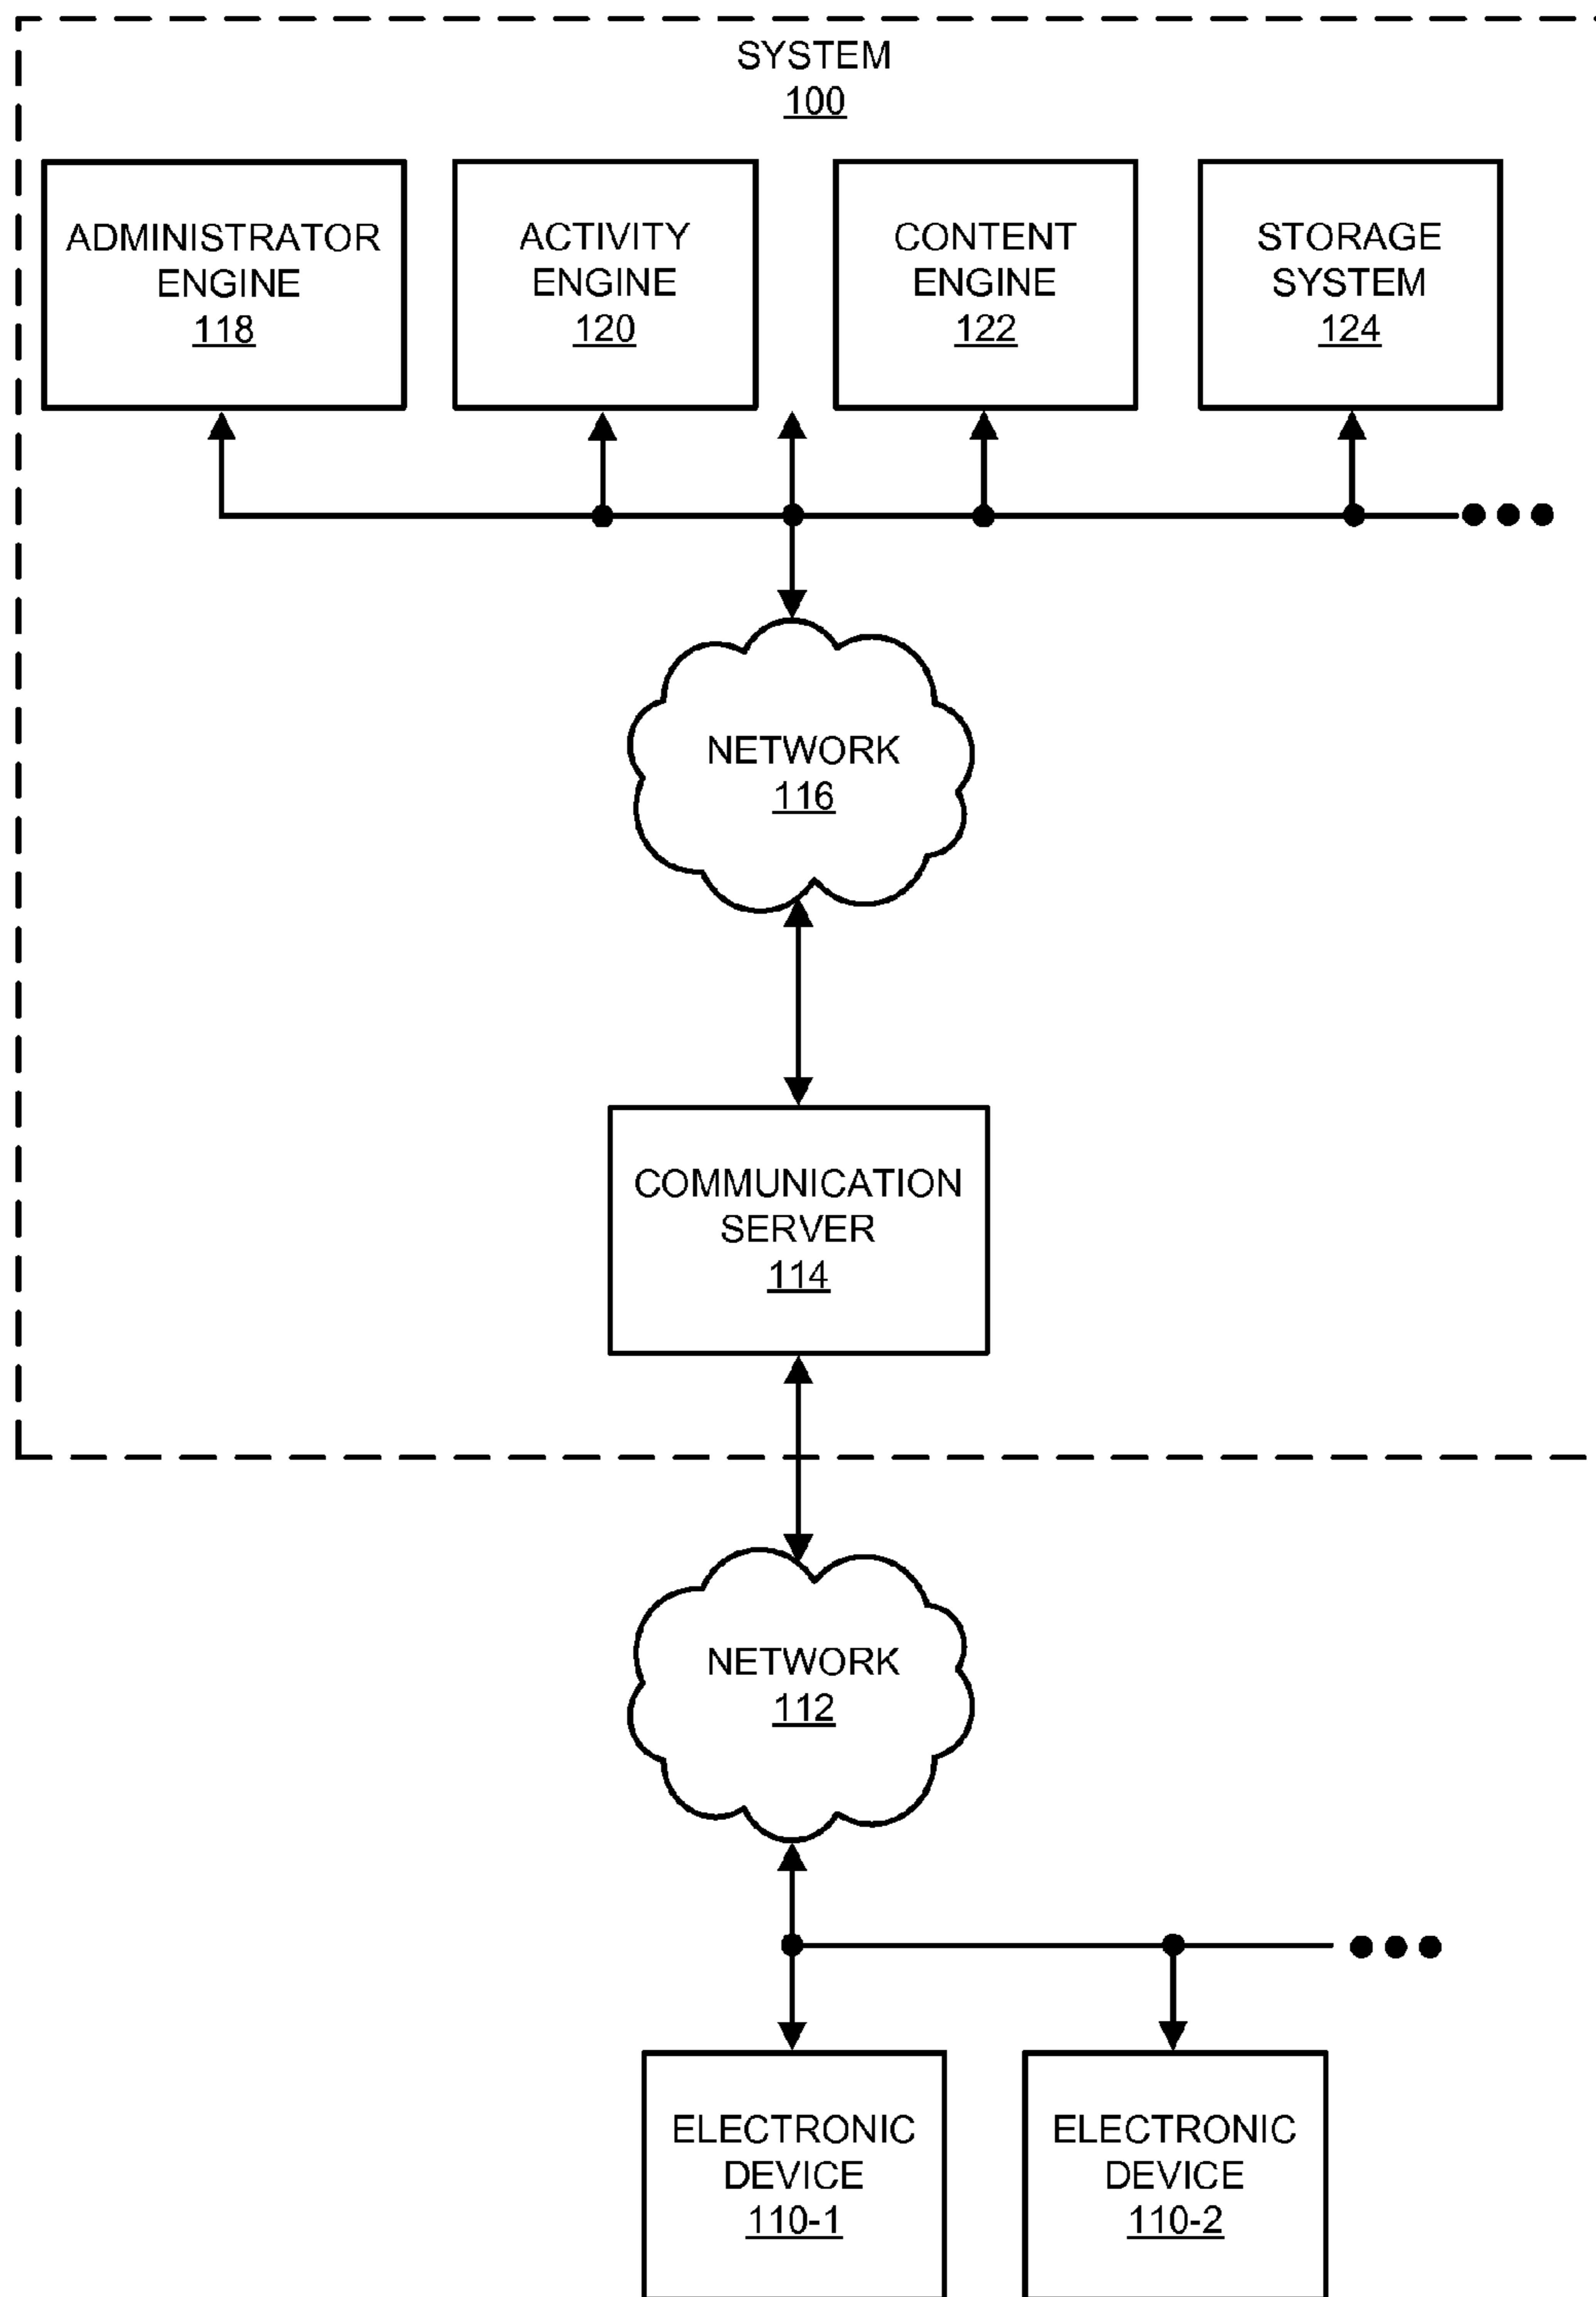 SYSTEM
100
ADMINISTRATOR
ENGINE
118
ACTIVITY
ENGINE
120
CONTENT
ENGINE
122
STORAGE
SYSTEM
124
NETWORK
116
COMMUNICATION
SERVER
114
NETWORK
112
ELECTRONIC
DEVICE
110-1
ELECTRONIC
DEVICE
110-2